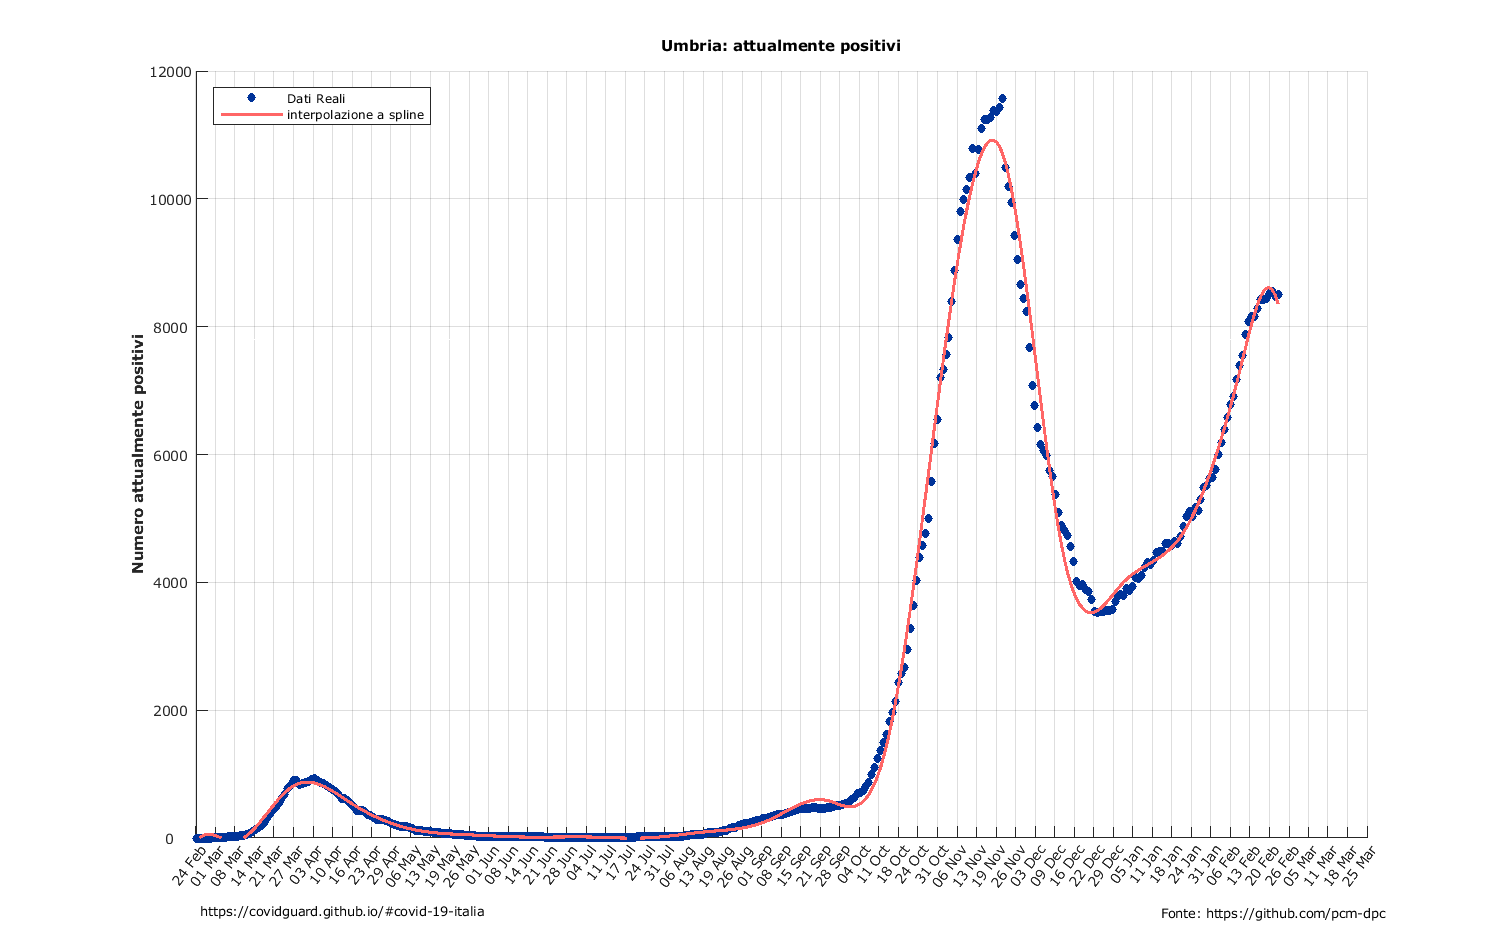 Umbria: attualmente positivi
12000
10000
8000
6000
4000
2000
0
Dati Reali
interpolazione a spline
Numero attualmente positivi
24 Feb
01 Mar
08 Mar
14 Mar
21 Mar
27 Mar
03 Apr
10 Apr
16 Apr
23 Apr
29 Apr
06 May
13 May
19 May
26 May
01 Jun
08 Jun
14 Jun
21 Jun
28 Jun
04 Jul
11 Jul
17 Jul
24 Jul
31 Jul
06 Aug
13 Aug
19 Aug
26 Aug
01 Sep
08 Sep
15 Sep
21 Sep
28 Sep
04 Oct
11 Oct
18 Oct
24 Oct
31 Oct
06 Nov
13 Nov
19 Nov
26 Nov
03 Dec
09 Dec
16 Dec
22 Dec
29 Dec
05 Jan
11 Jan
18 Jan
24 Jan
31 Jan
06 Feb
13 Feb
20 Feb
26 Feb
05 Mar
11 Mar
18 Mar
25 Mar
https://covidguard.github.io/#covid-19-italia
Fonte: https://github.com/pcm-dpc